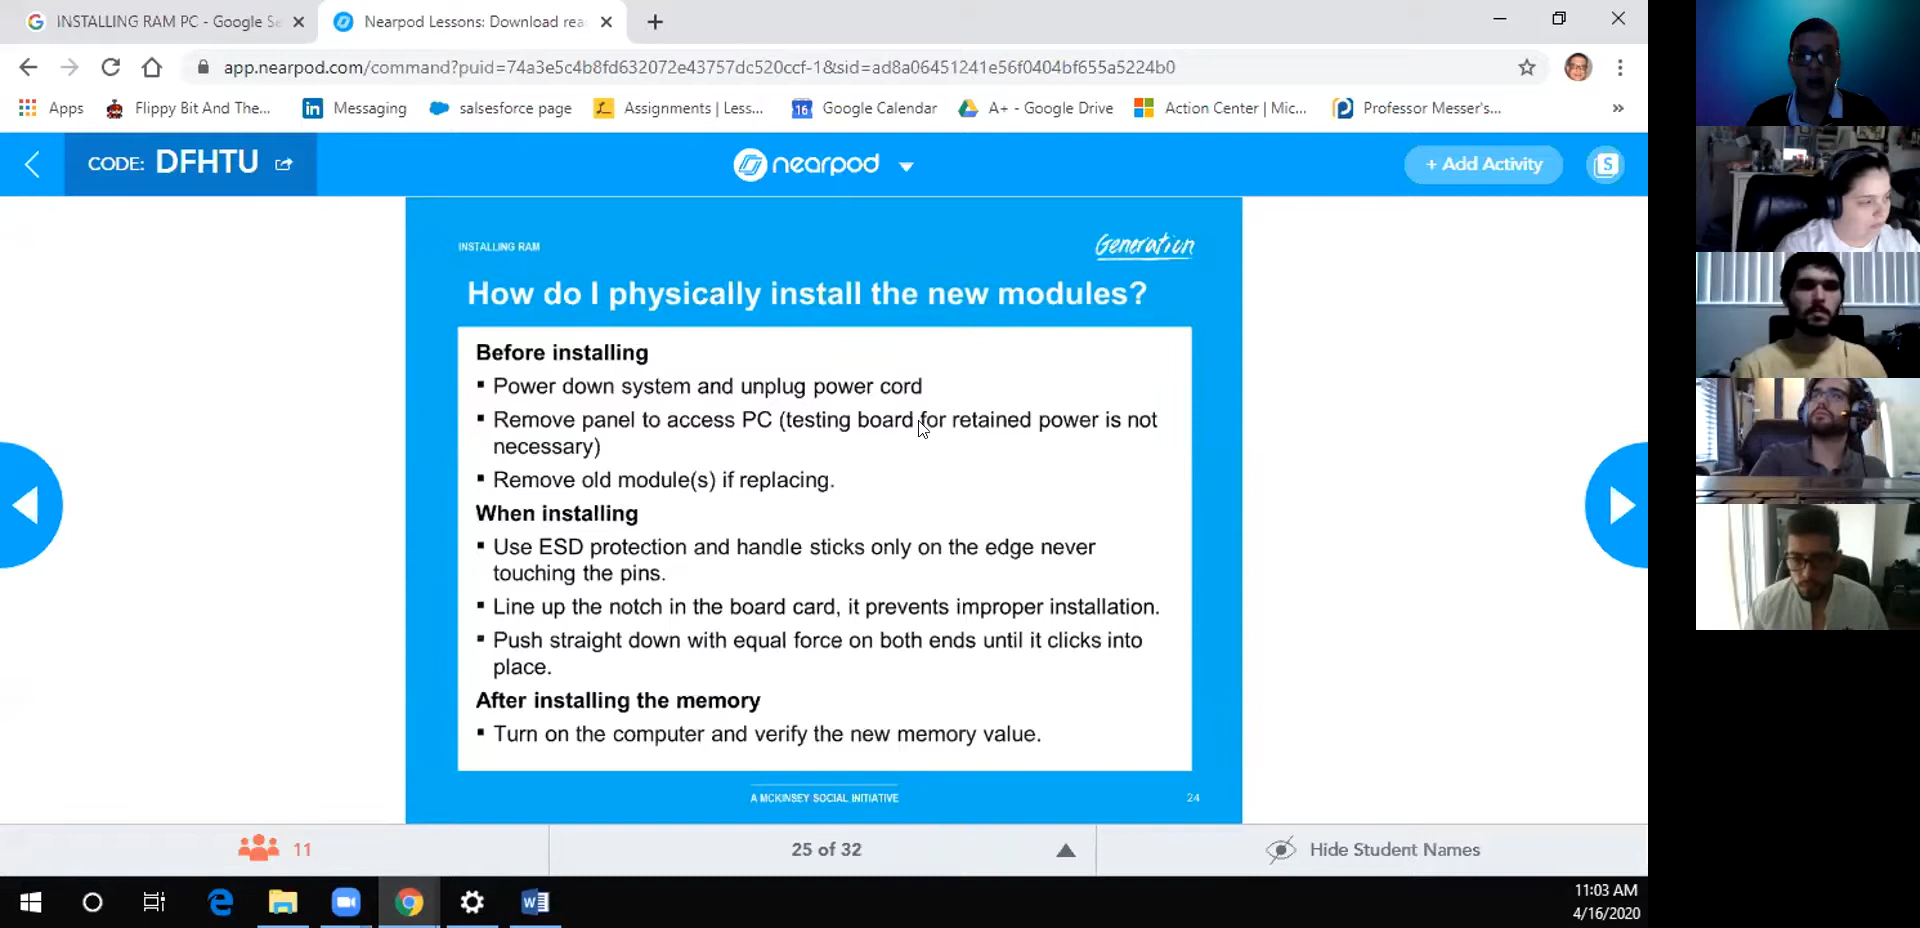 INSTALLING RAM PC - Google Se
Nearpod Lessons: Download rea
app.nearpod.com/command?puid=74a3e5c4b8fd632072e43757dc520ccf-1&sid=ad8a06451241e56f0404bf655a5224b0
Apps Flippy Bit And The... Messaging salsesforce page Assignments | Less... Google Calendar A+ - Google Drive Action Center | Mic... Professor Messer's...
CODE: DFHTU nearpod + Add Activity S
INSTALLING RAM
Generation
How do I physically install the new modules?
Before installing
▪ Power down system and unplug power cord
▪ Remove panel to access PC (testing board for retained power is not
necessary)
▪ Remove old module(s) if replacing.
When installing
▪ Use ESD protection and handle sticks only on the edge never
touching the pins.
▪ Line up the notch in the board card, it prevents improper installation.
▪ Push straight down with equal force on both ends until it clicks into
place.
After installing the memory
▪ Turn on the computer and verify the new memory value.
A MCKINSEY SOCIAL INITIATIVE
24
11 25 of 32 Hide Student Names
11:03 AM
4/16/2020